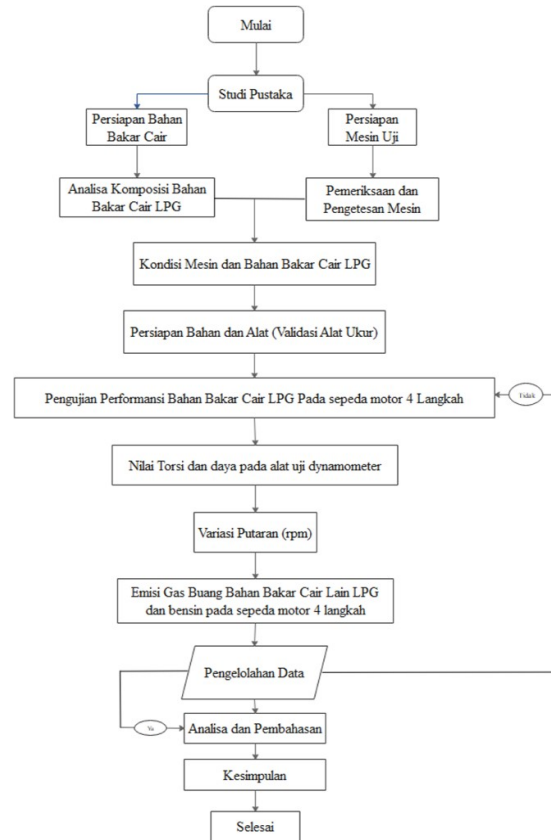 Mulai
Studi Pustaka
Persiapan Bahan
Bakar Cair
Persiapan
Mesin Uji
Analisa Komposisi Bahan
Bakar Cair LPG
Pemeriksaan dan
Pengetesan Mesin
Kondisi Mesin dan Bahan Bakar Cair LPG
Persiapan Bahan dan Alat (Validasi Alat Ukur)
Pengujian Performansi Bahan Bakar Cair LPG Pada sepeda motor 4 Langkah
Tidak
Nilai Torsi dan daya pada alat uji dynamometer
Variasi Putaran (rpm)
Emisi Gas Buang Bahan Bakar Cair Lain LPG
dan bensin pada sepeda motor 4 langkah
Pengelolahan Data
Ya
Analisa dan Pembahasan
Kesimpulan
Selesai